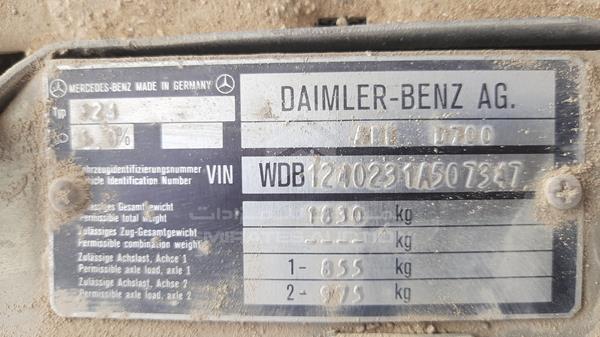 MERCEDES-BENZ MADE IN GERMANY
DAIMLER-BENZ AG.
Typ 124
Fahrzeugidentifizierungsnummer
Vehicle Identification Number
VIN WDB1240231A507347
Zulässiges Gesamtgewicht
Permissible total weight
1830 kg
Zulässiges Zug-Gesamtgewicht
Permissible combination weight
---- kg
Zulässige Achslast, Achse 1
Permissible axle load, axle 1
1- 855 kg
Zulässige Achslast, Achse 2
Permissible axle load, axle 2
2- 975 kg